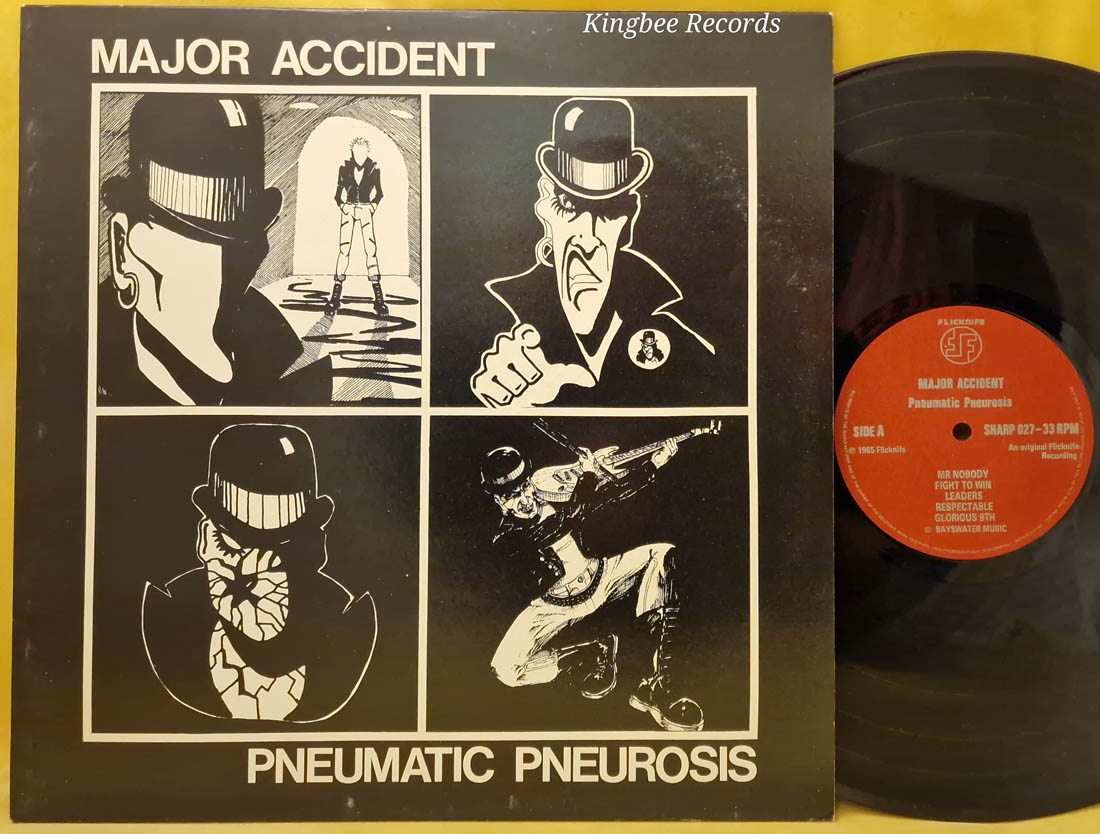 Kingbee Records
MAJOR ACCIDENT
PNEUMATIC PNEUROSIS
FLICKNIFE
MAJOR ACCIDENT
Pneumatic Pneurosis
SIDE A
SHARP 027-33 RPM
℗ 1985 Flicknife
An original Flicknife
Recording
MR NOBODY
FIGHT TO WIN
LEADERS
RESPECTABLE
GLORIOUS 9TH
BAYSWATER MUSIC